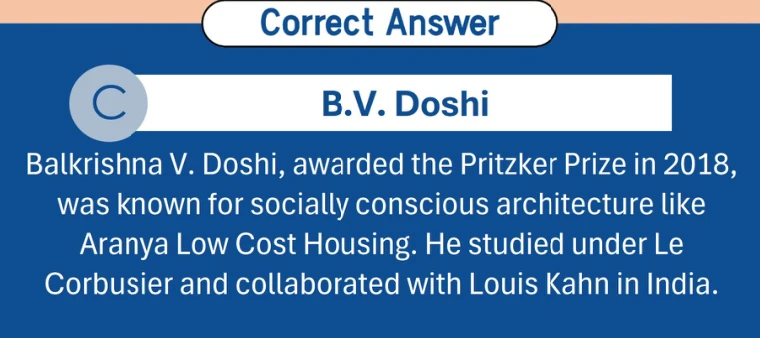 Correct Answer
C
B.V. Doshi
Balkrishna V. Doshi, awarded the Pritzker Prize in 2018,
was known for socially conscious architecture like
Aranya Low Cost Housing. He studied under Le
Corbusier and collaborated with Louis Kahn in India.